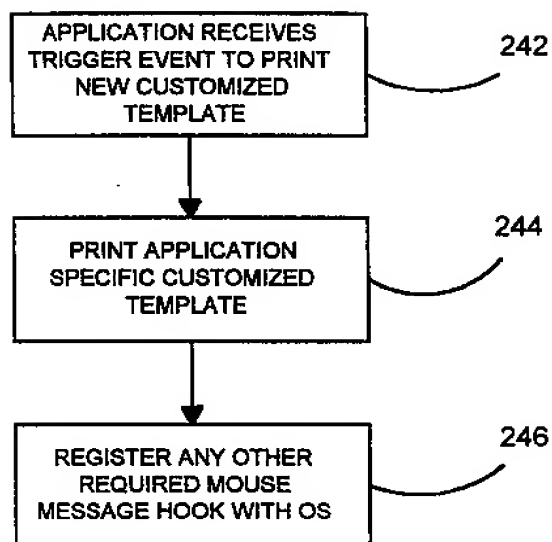 APPLICATION RECEIVES
TRIGGER EVENT TO PRINT
NEW CUSTOMIZED
TEMPLATE
242
PRINT APPLICATION
SPECIFIC CUSTOMIZED
TEMPLATE
244
REGISTER ANY OTHER
REQUIRED MOUSE
MESSAGE HOOK WITH OS
246